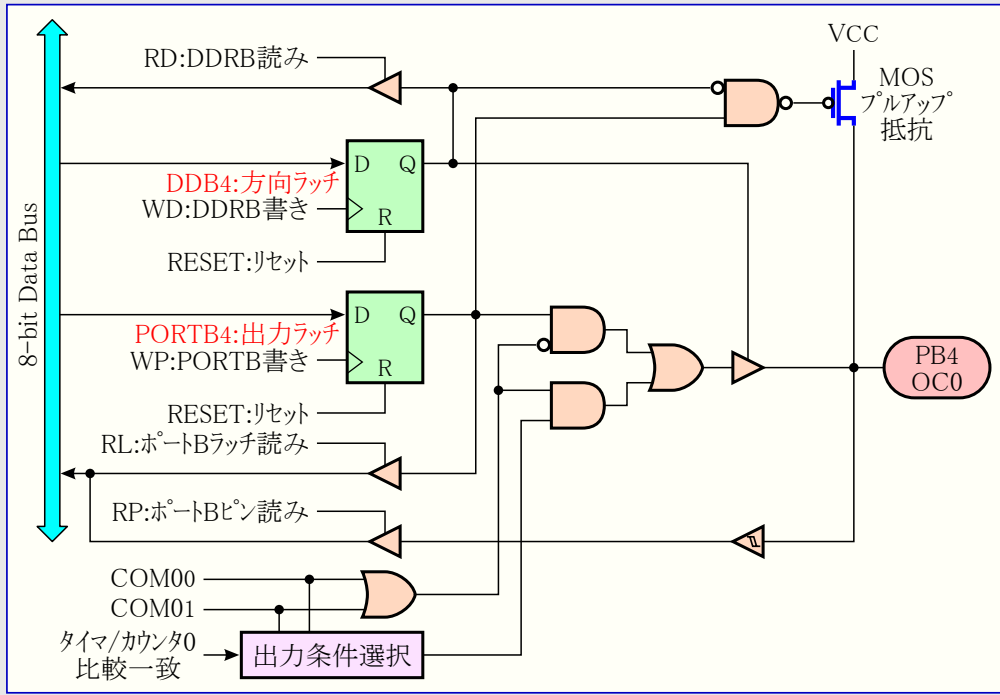 VCC
RD:DDRB読み
MOS
プルアップ
抵抗
D Q
DDB4:方向ラッチ
WD:DDRB書き
R
RESET:リセット
8-bit Data Bus
D Q
PORTB4:出力ラッチ
WP:PORTB書き
R
PB4
OC0
RESET:リセット
RL:ポートBラッチ読み
RP:ポートBピン読み
COM00
COM01
タイマ/カウンタ0
比較一致
出力条件選択